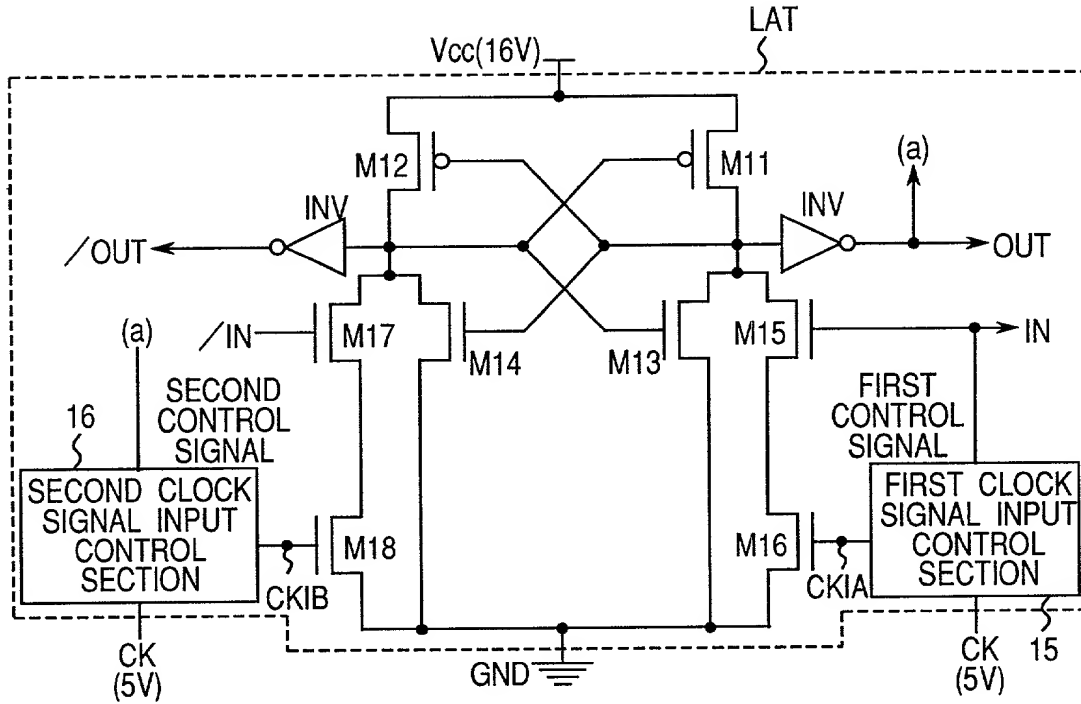 LAT
Vcc(16V)
M12
M11
(a)
INV
INV
/OUT
OUT
/IN
M17
M14
M13
M15
IN
(a)
SECOND
CONTROL
SIGNAL
FIRST
CONTROL
SIGNAL
16
SECOND CLOCK
SIGNAL INPUT
CONTROL
SECTION
M18
CKIB
M16
CKIA
FIRST CLOCK
SIGNAL INPUT
CONTROL
SECTION
CK
(5V)
GND
CK
(5V)
15